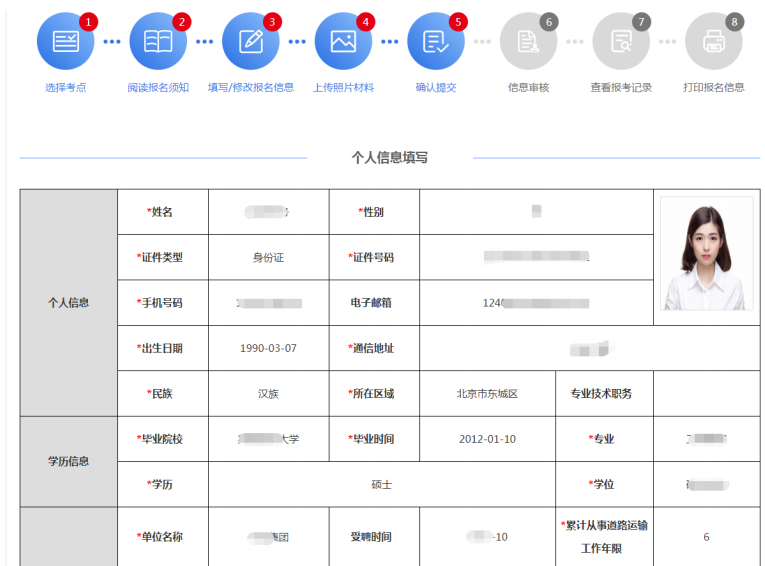 1 2 3 4 5 6 7 8
选择考点 阅读报名须知 填写/修改报名信息 上传照片材料 确认提交 信息审核 查看报考记录 打印报名信息
个人信息填写
个人信息
*姓名 *性别
*证件类型 身份证 *证件号码
*手机号码 1 电子邮箱 124
*出生日期 1990-03-07 *通信地址
*民族 汉族 *所在区域 北京市东城区 专业技术职务
学历信息
*毕业院校 大学 *毕业时间 2012-01-10 *专业
*学历 硕士 *学位
*单位名称 集团 受聘时间 -10 *累计从事道路运输
工作年限 6